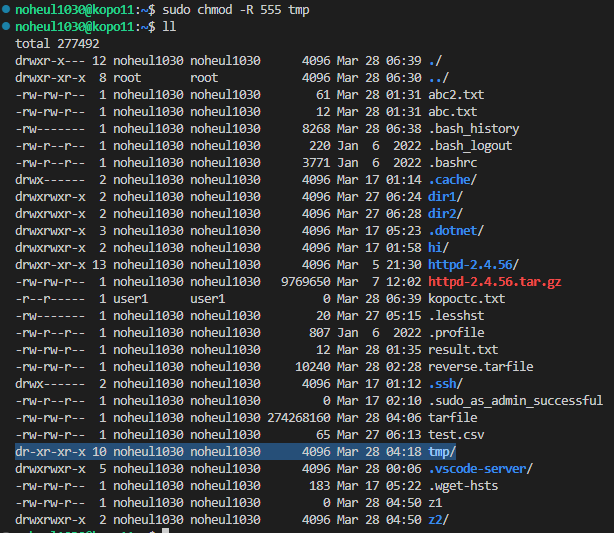 noheul1030@kopo11:~$ sudo chmod -R 555 tmp
noheul1030@kopo11:~$ ll
total 277492
drwxr-x--- 12 noheul1030 noheul1030      4096 Mar 28 06:39 ./
drwxr-xr-x  8 root       root            4096 Mar 28 06:30 ../
-rw-rw-r--  1 noheul1030 noheul1030        61 Mar 28 01:31 abc2.txt
-rw-rw-r--  1 noheul1030 noheul1030        12 Mar 28 01:31 abc.txt
-rw-------  1 noheul1030 noheul1030      8268 Mar 28 06:38 .bash_history
-rw-r--r--  1 noheul1030 noheul1030       220 Jan  6  2022 .bash_logout
-rw-r--r--  1 noheul1030 noheul1030      3771 Jan  6  2022 .bashrc
drwx------  2 noheul1030 noheul1030      4096 Mar 17 01:14 .cache/
drwxrwxr-x  2 noheul1030 noheul1030      4096 Mar 27 06:24 dir1/
drwxrwxr-x  2 noheul1030 noheul1030      4096 Mar 27 06:28 dir2/
drwxrwxr-x  3 noheul1030 noheul1030      4096 Mar 17 05:23 .dotnet/
drwxrwxr-x  2 noheul1030 noheul1030      4096 Mar 17 01:58 hi/
drwxr-xr-x 13 noheul1030 noheul1030      4096 Mar  5 21:30 httpd-2.4.56/
-rw-rw-r--  1 noheul1030 noheul1030   9769650 Mar  7 12:02 httpd-2.4.56.tar.gz
-r--r-----  1 user1      user1              0 Mar 28 06:39 kopoctc.txt
-rw-------  1 noheul1030 noheul1030        20 Mar 27 05:15 .lesshst
-rw-r--r--  1 noheul1030 noheul1030       807 Jan  6  2022 .profile
-rw-rw-r--  1 noheul1030 noheul1030        12 Mar 28 01:35 result.txt
-rw-rw-r--  1 noheul1030 noheul1030     10240 Mar 28 02:28 reverse.tarfile
drwx------  2 noheul1030 noheul1030      4096 Mar 17 01:12 .ssh/
-rw-r--r--  1 noheul1030 noheul1030         0 Mar 17 02:10 .sudo_as_admin_successful
-rw-rw-r--  1 noheul1030 noheul1030 274268160 Mar 28 04:06 tarfile
-rw-rw-r--  1 noheul1030 noheul1030        65 Mar 27 06:13 test.csv
dr-xr-xr-x 10 noheul1030 noheul1030      4096 Mar 28 04:18 tmp/
drwxrwxr-x  5 noheul1030 noheul1030      4096 Mar 28 00:06 .vscode-server/
-rw-rw-r--  1 noheul1030 noheul1030       183 Mar 17 05:22 .wget-hsts
-rw-rw-r--  1 noheul1030 noheul1030         0 Mar 28 04:50 z1
drwxrwxr-x  2 noheul1030 noheul1030      4096 Mar 28 04:50 z2/
noheul1030@kopo11:~$